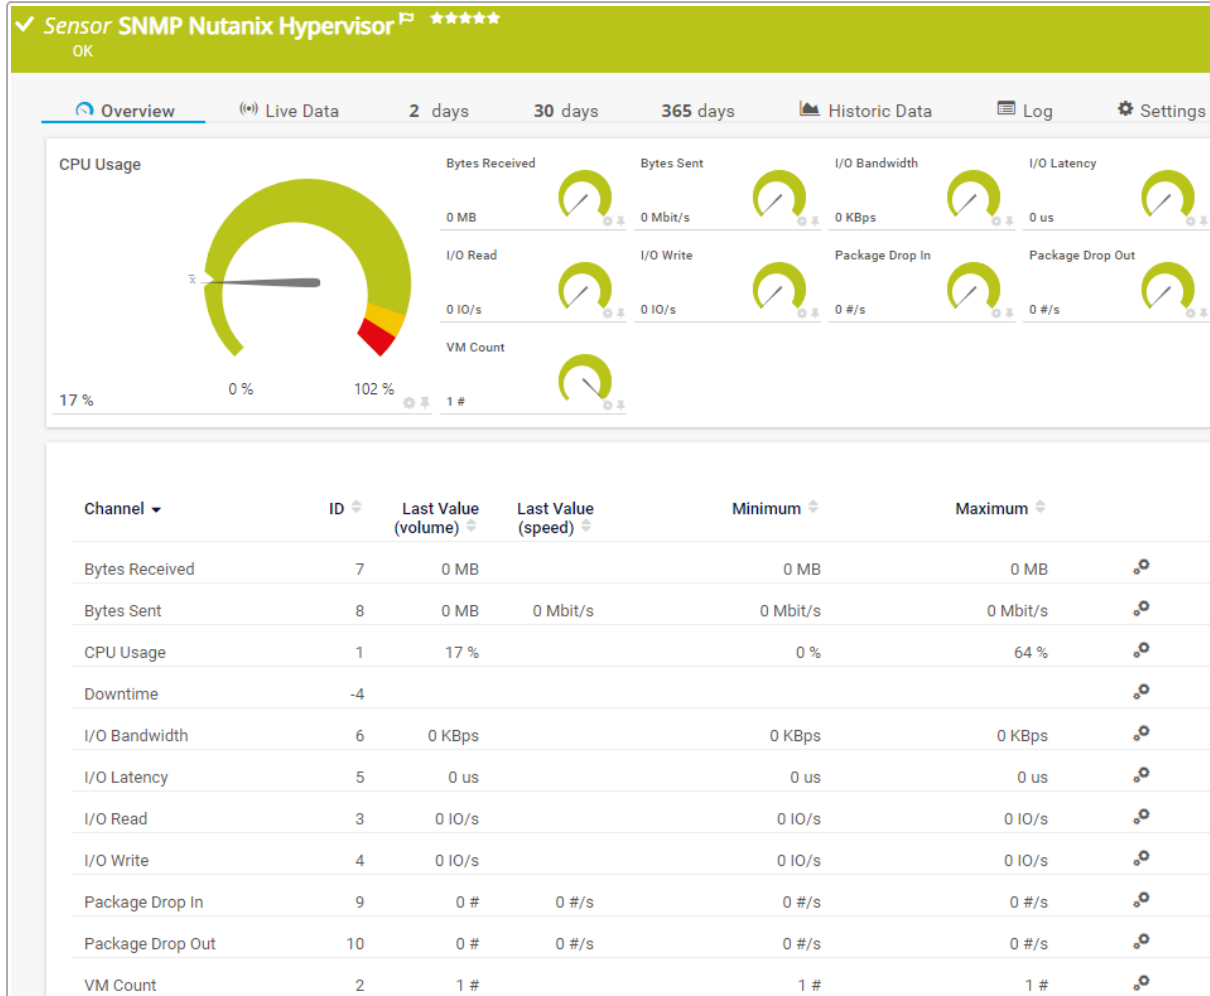 Sensor SNMP Nutanix Hypervisor
OK
Overview Live Data 2 days 30 days 365 days Historic Data Log Settings
CPU Usage
Bytes Received Bytes Sent I/O Bandwidth I/O Latency
0 MB 0 Mbit/s 0 KBps 0 us
I/O Read I/O Write Package Drop In Package Drop Out
x̄
0 IO/s 0 IO/s 0 #/s 0 #/s
VM Count
0 % 102 %
17 % 1 #
Channel ID Last Value (volume) Last Value (speed) Minimum Maximum
Bytes Received 7 0 MB 0 MB 0 MB
Bytes Sent 8 0 MB 0 Mbit/s 0 Mbit/s 0 Mbit/s
CPU Usage 1 17 % 0 % 64 %
Downtime -4
I/O Bandwidth 6 0 KBps 0 KBps 0 KBps
I/O Latency 5 0 us 0 us 0 us
I/O Read 3 0 IO/s 0 IO/s 0 IO/s
I/O Write 4 0 IO/s 0 IO/s 0 IO/s
Package Drop In 9 0 # 0 #/s 0 #/s 0 #/s
Package Drop Out 10 0 # 0 #/s 0 #/s 0 #/s
VM Count 2 1 # 1 # 1 #